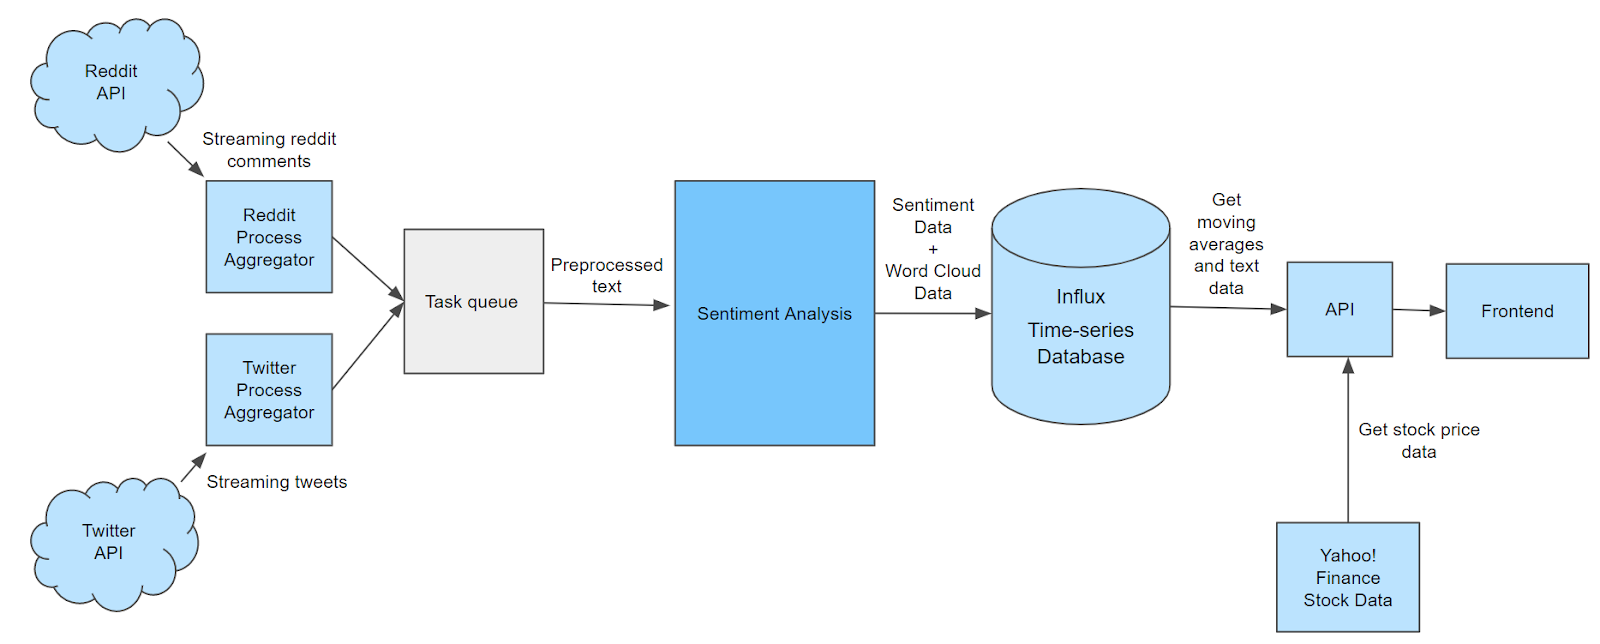 Reddit
API
Streaming reddit
comments
Reddit
Process
Aggregator
Twitter
Process
Aggregator
Streaming tweets
Twitter
API
Task queue
Preprocessed
text
Sentiment Analysis
Sentiment
Data
+
Word Cloud
Data
Influx
Time-series
Database
Get
moving
averages
and text
data
API
Frontend
Get stock price
data
Yahoo!
Finance
Stock Data